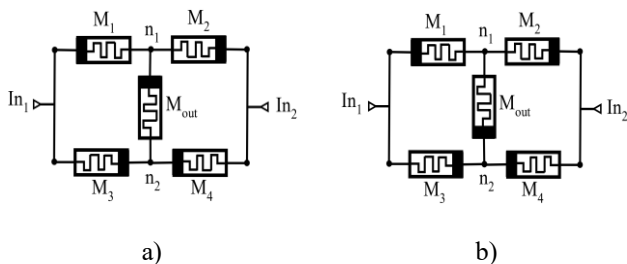 M1 n1 M2
In1 Mout In2
M3 n2 M4
a)
M1 n1 M2
In1 Mout In2
M3 n2 M4
b)